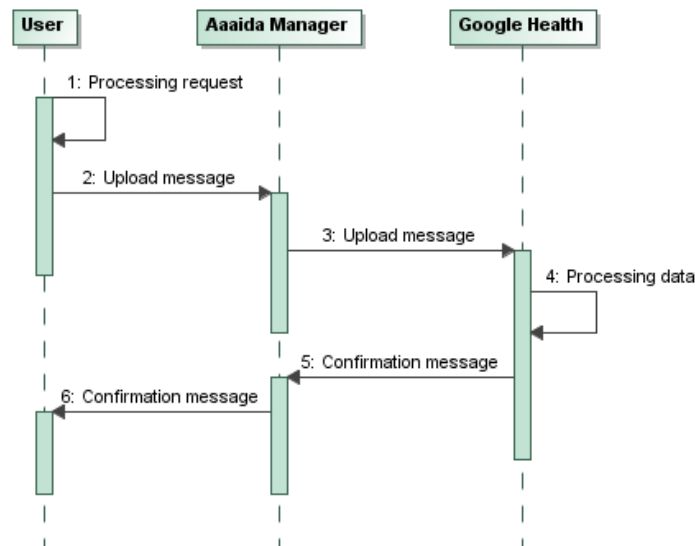 User
Aaaida Manager
Google Health
1: Processing request
2: Upload message
3: Upload message
4: Processing data
5: Confirmation message
6: Confirmation message